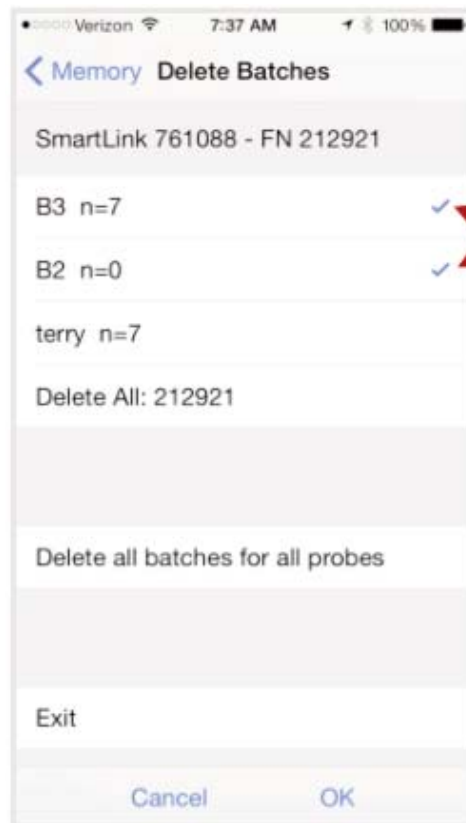 Verizon 7:37 AM 100%
Memory Delete Batches
SmartLink 761088 - FN 212921
B3 n=7
B2 n=0
terry n=7
Delete All: 212921
Delete all batches for all probes
Exit
Cancel OK